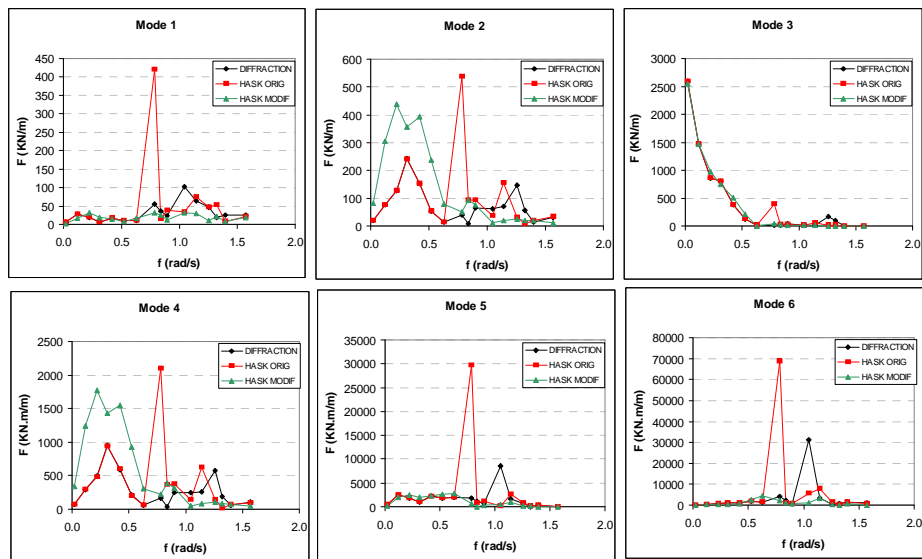 Mode 1
450
400
350
300
250
200
150
100
50
0
F (KN/m)
DIFFRACTION
HASK ORIG
HASK MODIF
0.0 0.5 1.0 1.5 2.0
f (rad/s)
Mode 2
600
500
400
300
200
100
0
F (KN/m)
DIFFRACTION
HASK ORIG
HASK MODIF
0.0 0.5 1.0 1.5 2.0
f (rad/s)
Mode 3
3000
2500
2000
1500
1000
500
0
F (KN/m)
DIFFRACTION
HASK ORIG
HASK MODIF
0.0 0.5 1.0 1.5 2.0
f (rad/s)
Mode 4
2500
2000
1500
1000
500
0
F (KN.m/m)
DIFFRACTION
HASK ORIG
HASK MODIF
0.0 0.5 1.0 1.5 2.0
f (rad/s)
Mode 5
35000
30000
25000
20000
15000
10000
5000
0
F (KN.m/m)
DIFFRACTION
HASK ORIG
HASK MODIF
0.0 0.5 1.0 1.5 2.0
f (rad/s)
Mode 6
80000
70000
60000
50000
40000
30000
20000
10000
0
F (KN.m/m)
DIFFRACTION
HASK ORIG
HASK MODIF
0.0 0.5 1.0 1.5 2.0
f (rad/s)